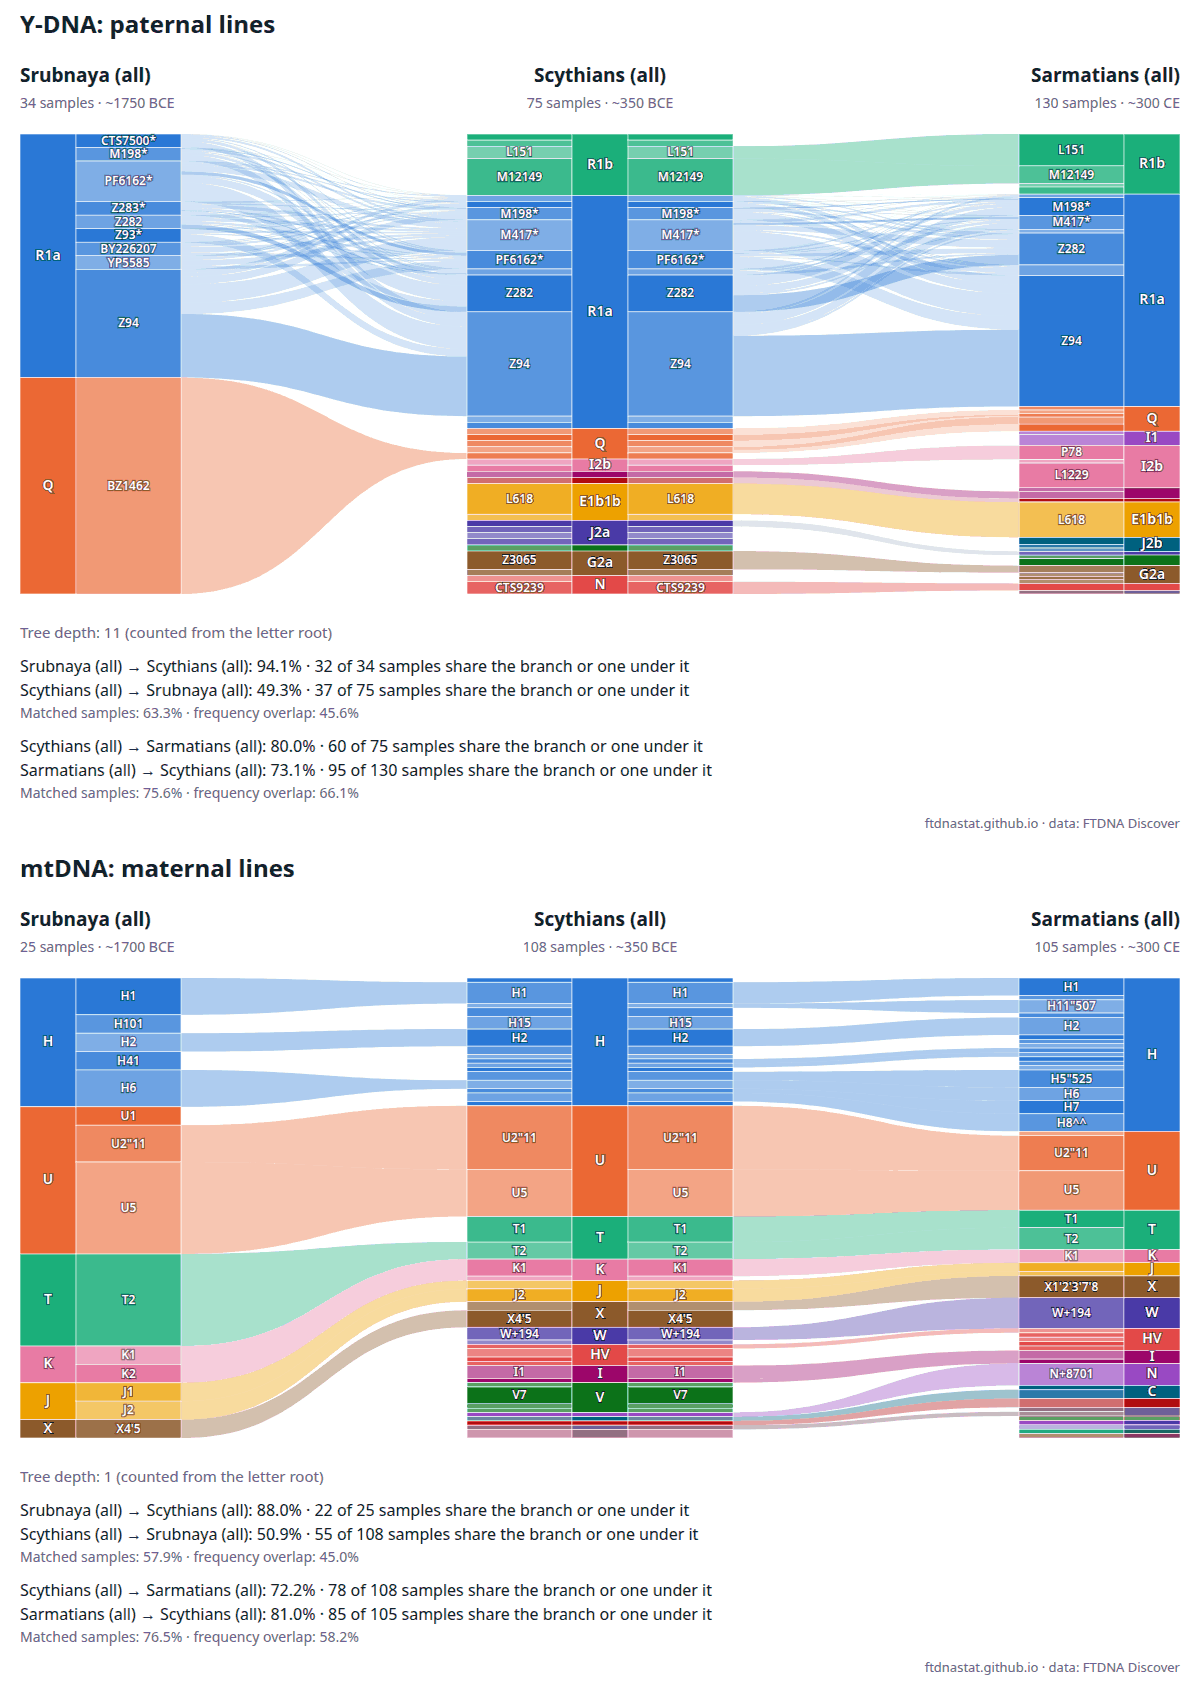 Y-DNA: paternal lines
Srubnaya (all)
34 samples · ~1750 BCE
Scythians (all)
75 samples · ~350 BCE
Sarmatians (all)
130 samples · ~300 CE
R1a
Q
CTS7500*
M198*
PF6162*
Z283*
Z282
Z93*
BY226207
YP5585
Z94
BZ1462
L151
M12149
M198*
M417*
PF6162*
Z282
Z94
L618
Z3065
CTS9239
R1b
R1a
Q
I2b
E1b1b
J2a
G2a
N
L151
M12149
M198*
M417*
PF6162*
Z282
Z94
L618
Z3065
CTS9239
L151
M12149
M198*
M417*
Z282
Z94
P78
L1229
L618
R1b
R1a
Q
I1
I2b
E1b1b
J2b
G2a
Tree depth: 11 (counted from the letter root)
Srubnaya (all) → Scythians (all): 94.1% · 32 of 34 samples share the branch or one under it
Scythians (all) → Srubnaya (all): 49.3% · 37 of 75 samples share the branch or one under it
Matched samples: 63.3% · frequency overlap: 45.6%
Scythians (all) → Sarmatians (all): 80.0% · 60 of 75 samples share the branch or one under it
Sarmatians (all) → Scythians (all): 73.1% · 95 of 130 samples share the branch or one under it
Matched samples: 75.6% · frequency overlap: 66.1%
ftdnastat.github.io · data: FTDNA Discover
mtDNA: maternal lines
Srubnaya (all)
25 samples · ~1700 BCE
Scythians (all)
108 samples · ~350 BCE
Sarmatians (all)
105 samples · ~300 CE
H
U
T
K
J
X
H1
H101
H2
H41
H6
U1
U2"11
U5
T2
K1
K2
J1
J2
X4'5
H1
H15
H2
U2"11
U5
T1
T2
K1
J2
X4'5
W+194
I1
V7
H
U
T
K
J
X
W
HV
I
V
H1
H15
H2
U2"11
U5
T1
T2
K1
J2
X4'5
W+194
I1
V7
H1
H11"507
H2
H5"525
H6
H7
H8^^
U2"11
U5
T1
T2
K1
X1'2'3'7'8
W+194
N+8701
H
U
T
K
J
X
W
HV
I
N
C
Tree depth: 1 (counted from the letter root)
Srubnaya (all) → Scythians (all): 88.0% · 22 of 25 samples share the branch or one under it
Scythians (all) → Srubnaya (all): 50.9% · 55 of 108 samples share the branch or one under it
Matched samples: 57.9% · frequency overlap: 45.0%
Scythians (all) → Sarmatians (all): 72.2% · 78 of 108 samples share the branch or one under it
Sarmatians (all) → Scythians (all): 81.0% · 85 of 105 samples share the branch or one under it
Matched samples: 76.5% · frequency overlap: 58.2%
ftdnastat.github.io · data: FTDNA Discover